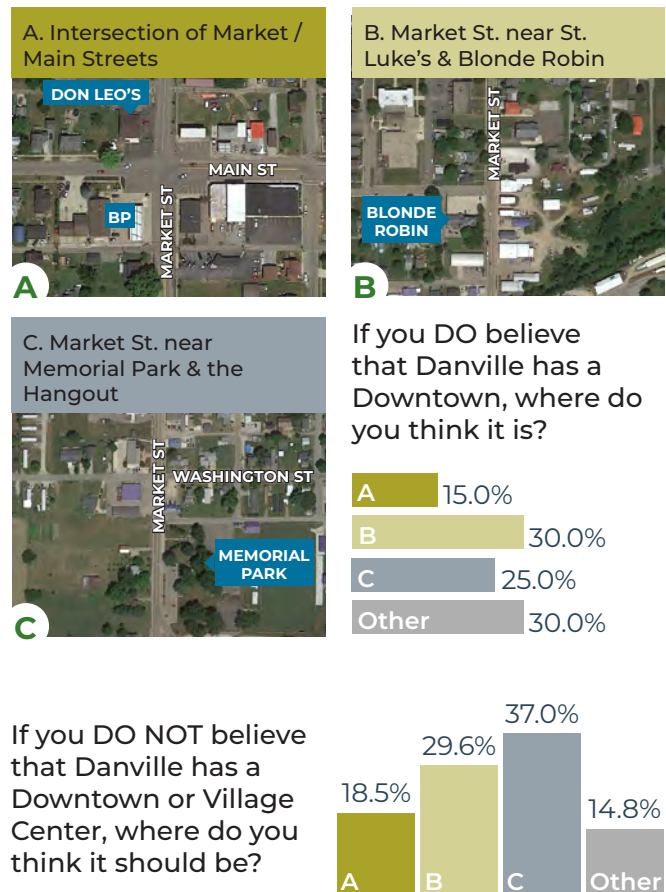 A. Intersection of Market /
Main Streets
DON LEO'S
MAIN ST
BP
MARKET ST
A
B. Market St. near St.
Luke's & Blonde Robin
MARKET ST
BLONDE
ROBIN
B
C. Market St. near
Memorial Park & the
Hangout
MARKET ST
WASHINGTON ST
MEMORIAL
PARK
C
If you DO believe
that Danville has a
Downtown, where do
you think it is?
A 15.0%
B 30.0%
C 25.0%
Other 30.0%
If you DO NOT believe
that Danville has a
Downtown or Village
Center, where do you
think it should be?
18.5%
29.6%
37.0%
14.8%
A
B
C
Other